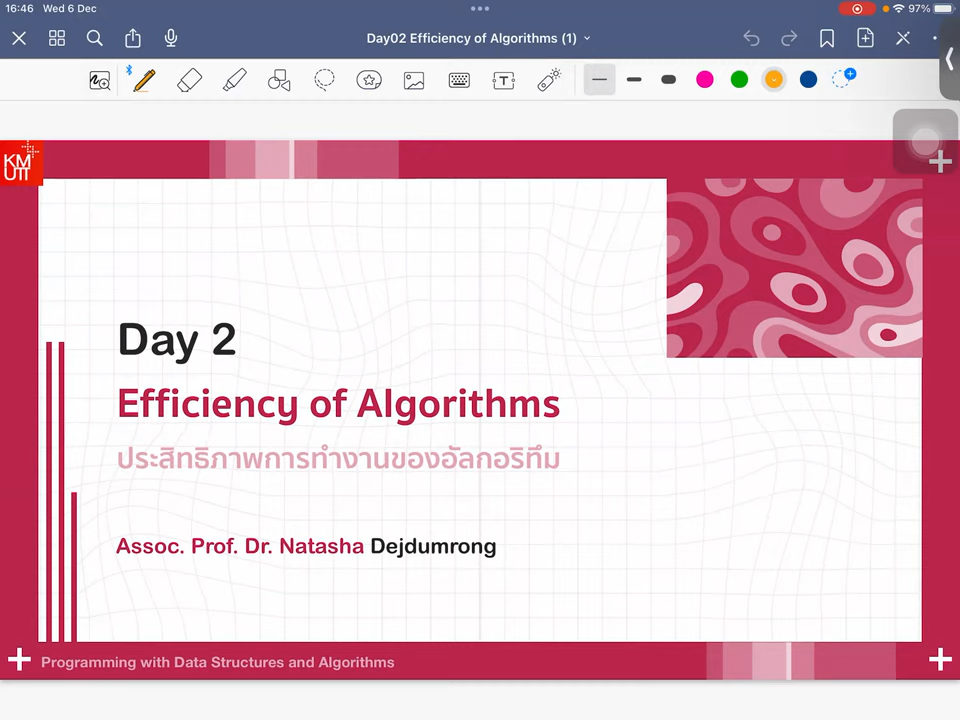 16:46 Wed 6 Dec
97%
Day02 Efficiency of Algorithms (1)
KM
UTT
Day 2
Efficiency of Algorithms
ประสิทธิภาพการทำงานของอัลกอริทึม
Assoc. Prof. Dr. Natasha Dejdumrong
Programming with Data Structures and Algorithms